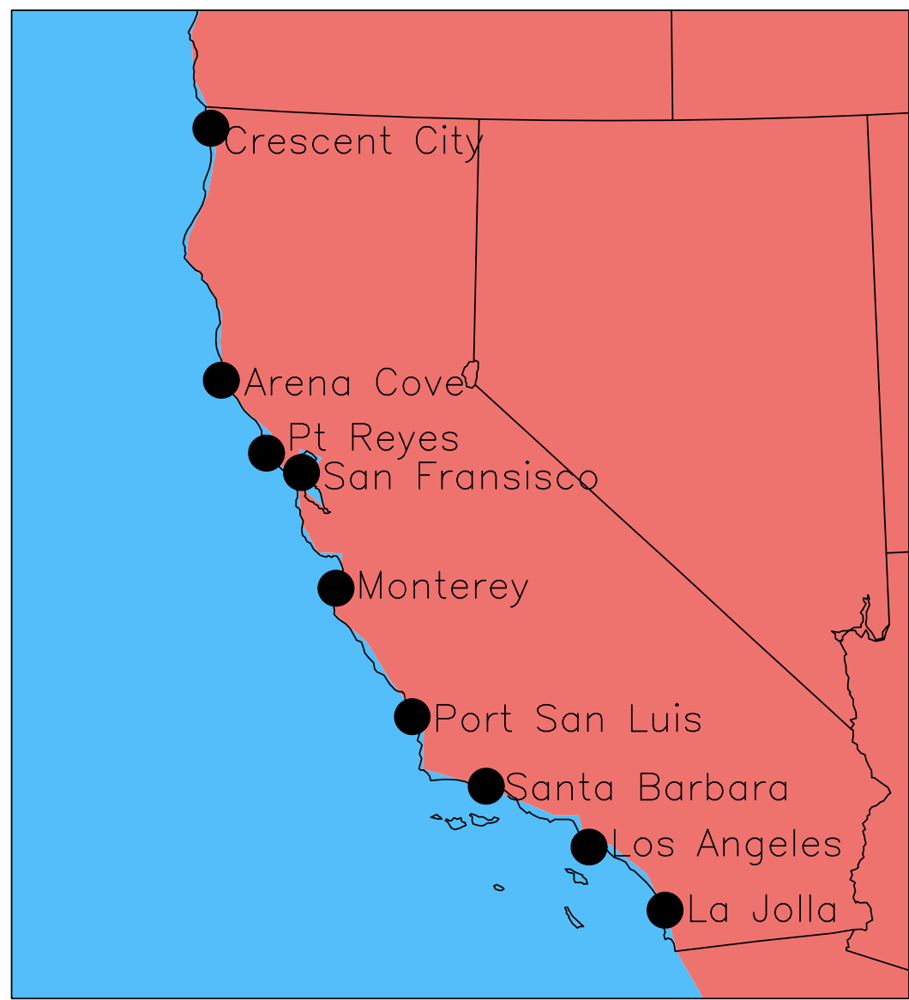 Crescent City
Arena Cove
Pt Reyes
San Fransisco
Monterey
Port San Luis
Santa Barbara
Los Angeles
La Jolla